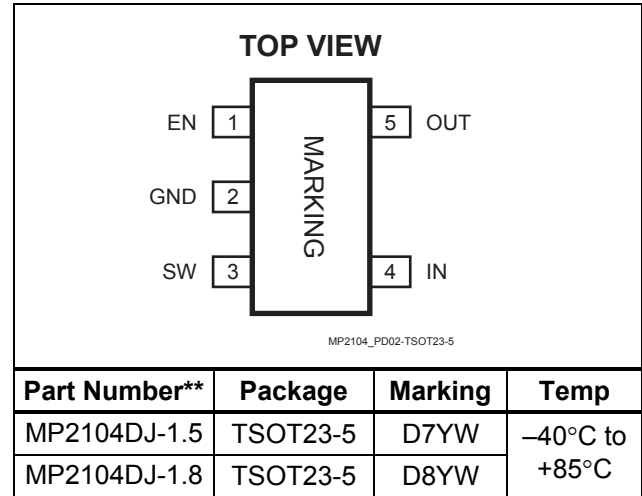 TOP VIEW
EN 1 5 OUT
MARKING
GND 2
SW 3 4 IN
MP2104_PD02-TSOT23-5
Part Number** Package Marking Temp
MP2104DJ-1.5 TSOT23-5 D7YW –40°C to
MP2104DJ-1.8 TSOT23-5 D8YW +85°C